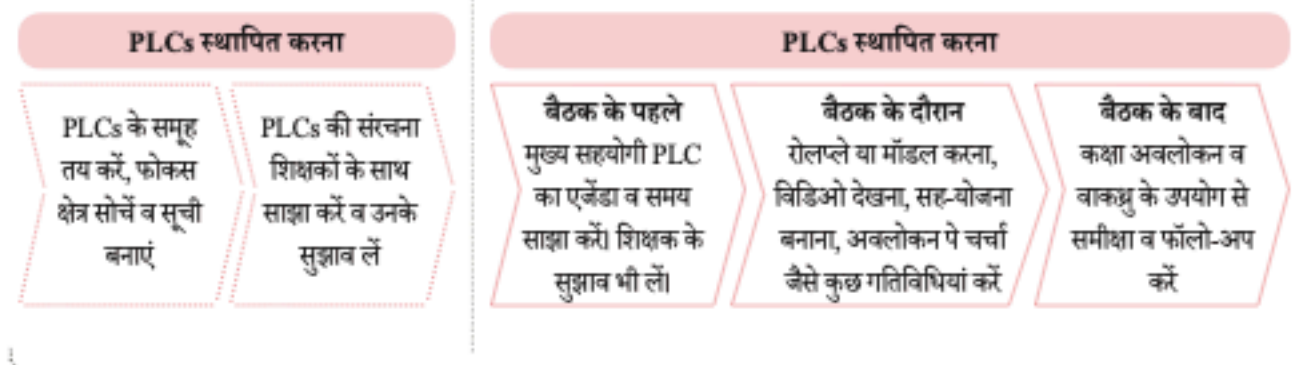 PLCs स्थापित करना
PLCs के समूह
तय करें, फोकस
क्षेत्र सोचें व सूची
बनाएं
PLCs की संरचना
शिक्षकों के साथ
साझा करें व उनके
सुझाव लें
PLCs स्थापित करना
बैठक के पहले
मुख्य सहयोगी PLC
का एजेंडा व समय
साझा करें। शिक्षक के
सुझाव भी लें।
बैठक के दौरान
रोलप्ले या मॉडल करना,
विडिओ देखना, सह-योजना
बनाना, अवलोकन पे चर्चा
जैसे कुछ गतिविधियां करें
बैठक के बाद
कक्षा अवलोकन व
वाकथ्रु के उपयोग से
समीक्षा व फॉलो-अप
करें